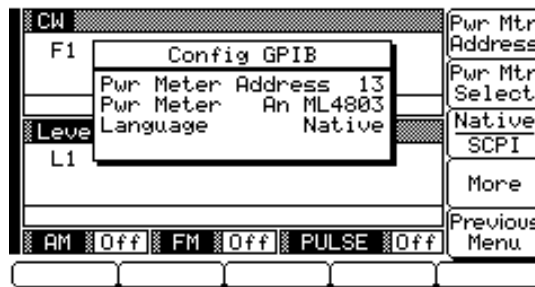 CW
F1
Config GPIB
Pwr Meter Address 13
Pwr Meter An ML4803
Language Native
Leve
L1
AM Off FM Off PULSE Off
Pwr Mtr
Address
Pwr Mtr
Select
Native
SCPI
More
Previous
Menu